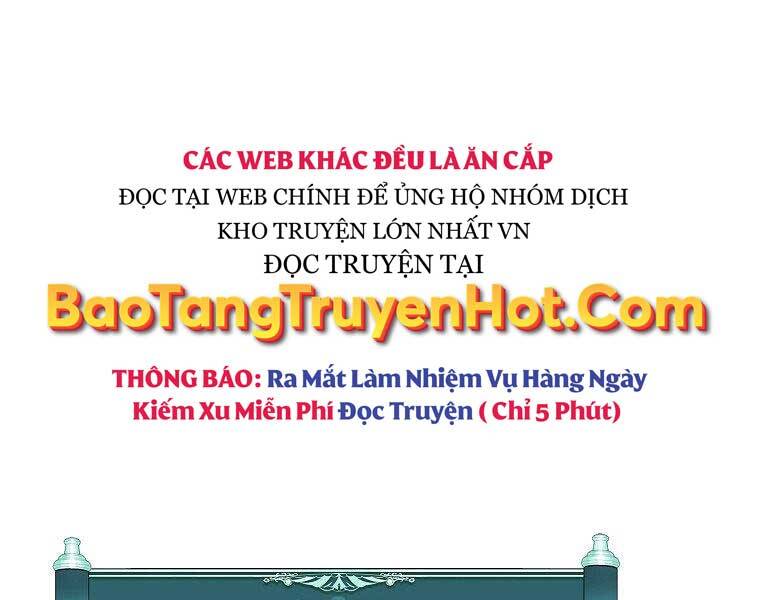 CÁC WEB KHÁC ĐỀU LÀ ĂN CẮP
ĐỌC TẠI WEB CHÍNH ĐỂ ỦNG HỘ NHÓM DỊCH
KHO TRUYỆN LỚN NHẤT VN
ĐỌC TRUYỆN TẠI
BaoTangTruyenHot.Com
THÔNG BÁO: Ra Mắt Làm Nhiệm Vụ Hàng Ngày
Kiếm Xu Miễn Phí Đọc Truyện ( Chỉ 5 Phút)